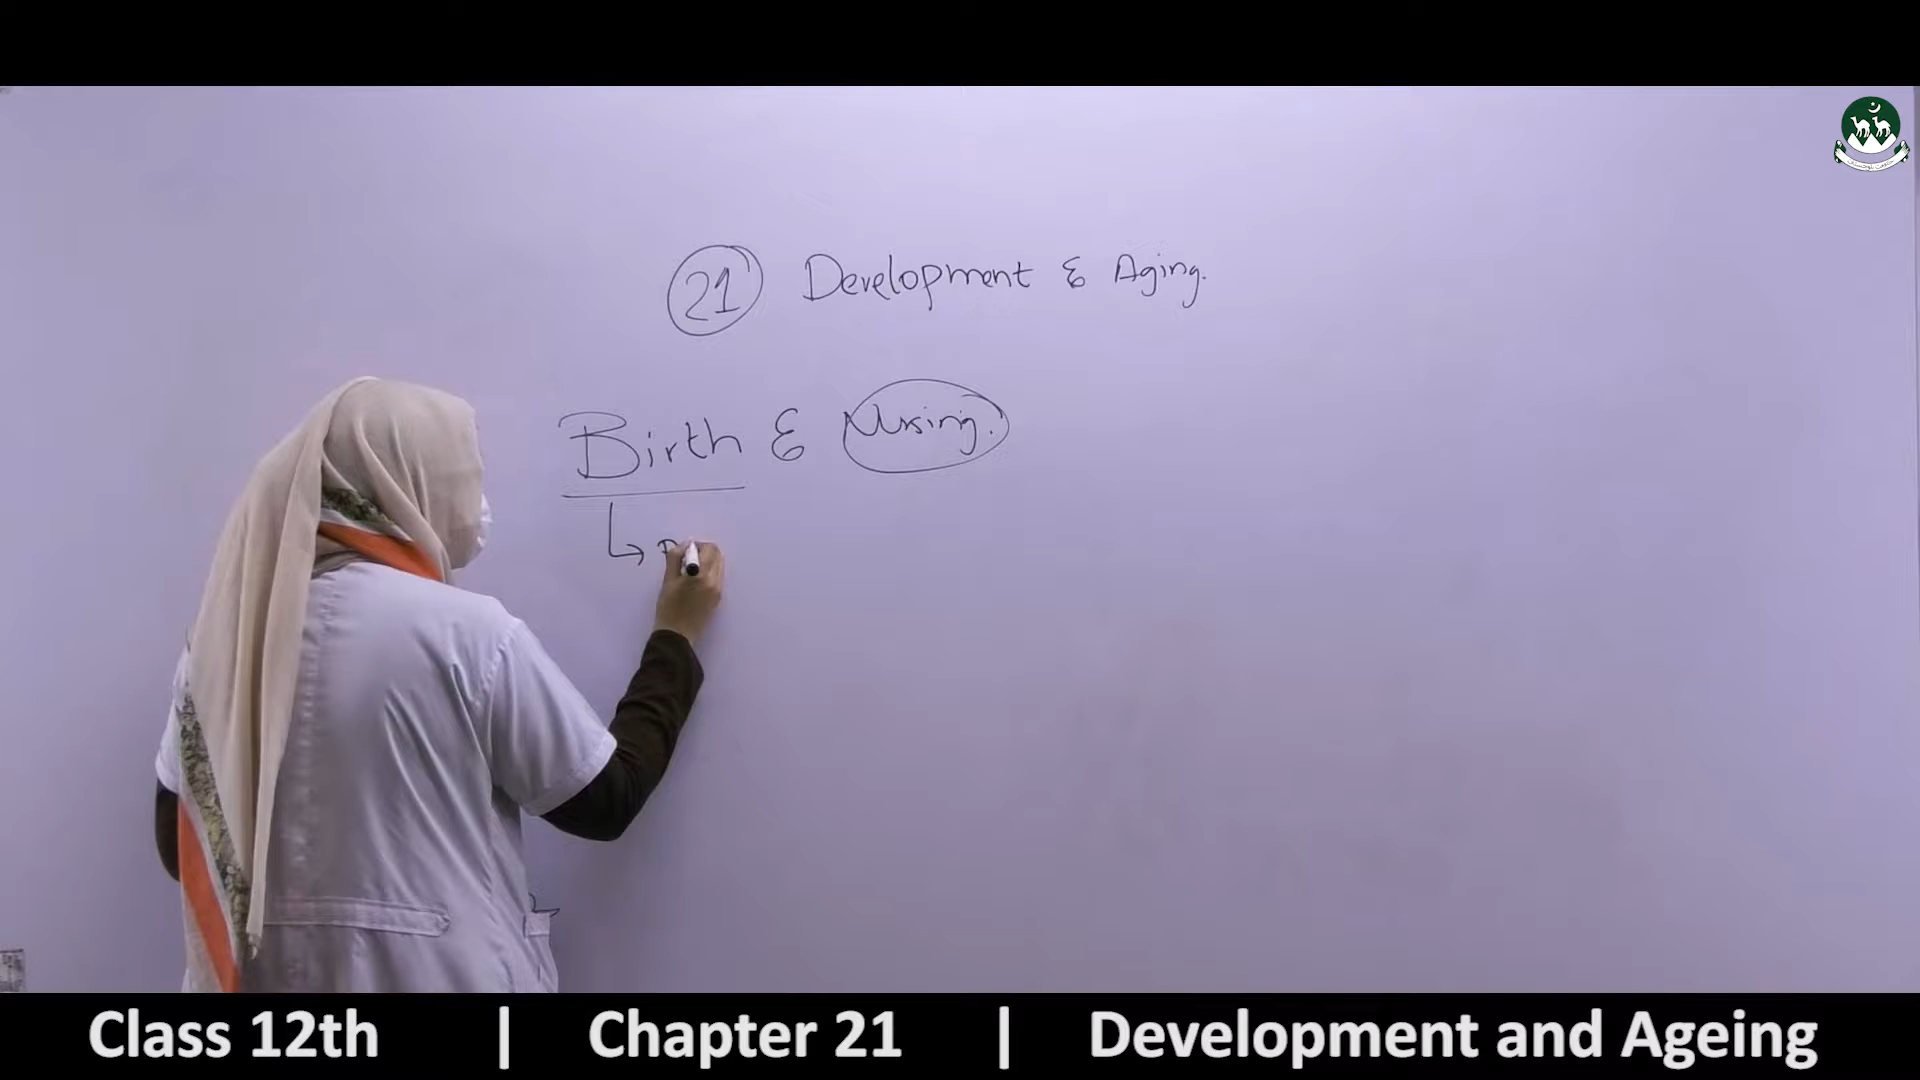 21 Development & Aging.
Birth & Nursing.
Class 12th | Chapter 21 | Development and Ageing